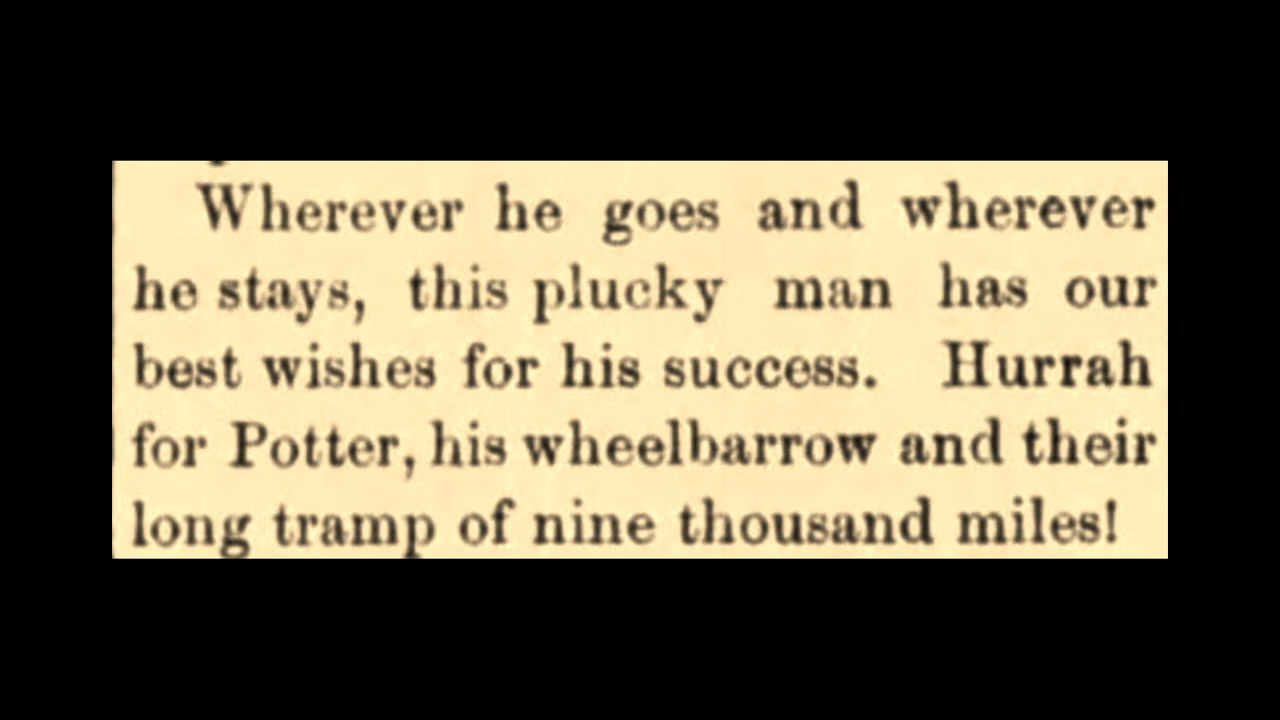 Wherever he goes and wherever
he stays, this plucky man has our
best wishes for his success. Hurrah
for Potter, his wheelbarrow and their
long tramp of nine thousand miles!